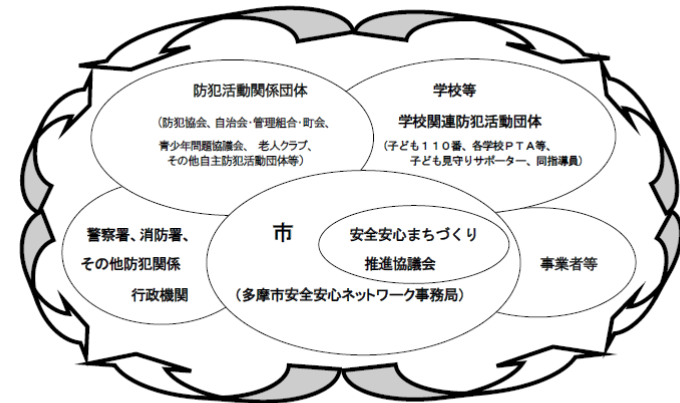 防犯活動関係団体
（防犯協会、自治会・管理組合・町会、
青少年問題協議会、 老人クラブ、
その他自主防犯活動団体等）
学校等
学校関連防犯活動団体
（子ども１１０番、各学校ＰＴＡ等、
子ども見守りサポーター、同指導員）
警察署、消防署、
その他防犯関係
行政機関
市
安全安心まちづくり
推進協議会
（多摩市安全安心ネットワーク事務局）
事業者等